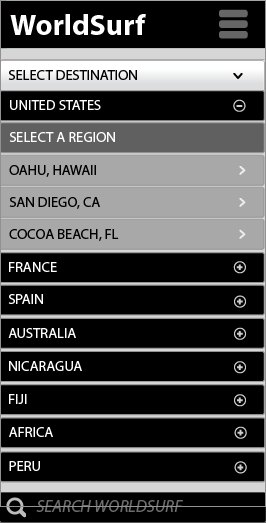 WorldSurf
SELECT DESTINATION
UNITED STATES
SELECT A REGION
OAHU, HAWAII
SAN DIEGO, CA
COCOA BEACH, FL
FRANCE
SPAIN
AUSTRALIA
NICARAGUA
FIJI
AFRICA
PERU
SEARCH WORLDSURF